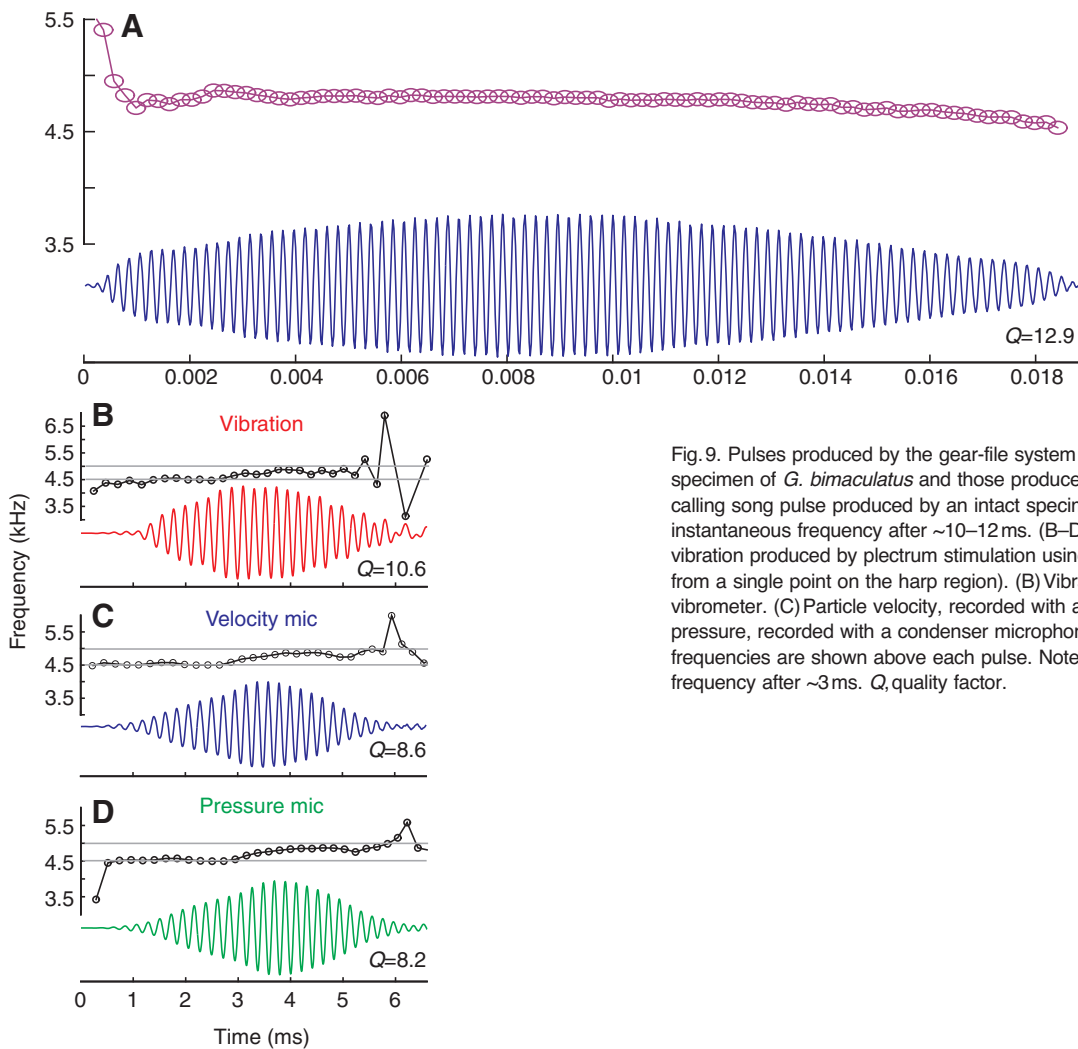 A
5.5
4.5
3.5
Q=12.9
0 0.002 0.004 0.006 0.008 0.01 0.012 0.014 0.016 0.018
B
Vibration
6.5
5.5
4.5
3.5
Q=10.6
C
Velocity mic
5.5
4.5
3.5
Q=8.6
D
Pressure mic
5.5
4.5
3.5
Q=8.2
0 1 2 3 4 5 6
Time (ms)
Frequency (kHz)
Fig. 9. Pulses produced by the gear-file system
specimen of G. bimaculatus and those produce
calling song pulse produced by an intact specin
instantaneous frequency after ~10–12 ms. (B–D
vibration produced by plectrum stimulation using
from a single point on the harp region). (B) Vibr
vibrometer. (C) Particle velocity, recorded with a
pressure, recorded with a condenser microphor
frequencies are shown above each pulse. Note
frequency after ~3 ms. Q, quality factor.